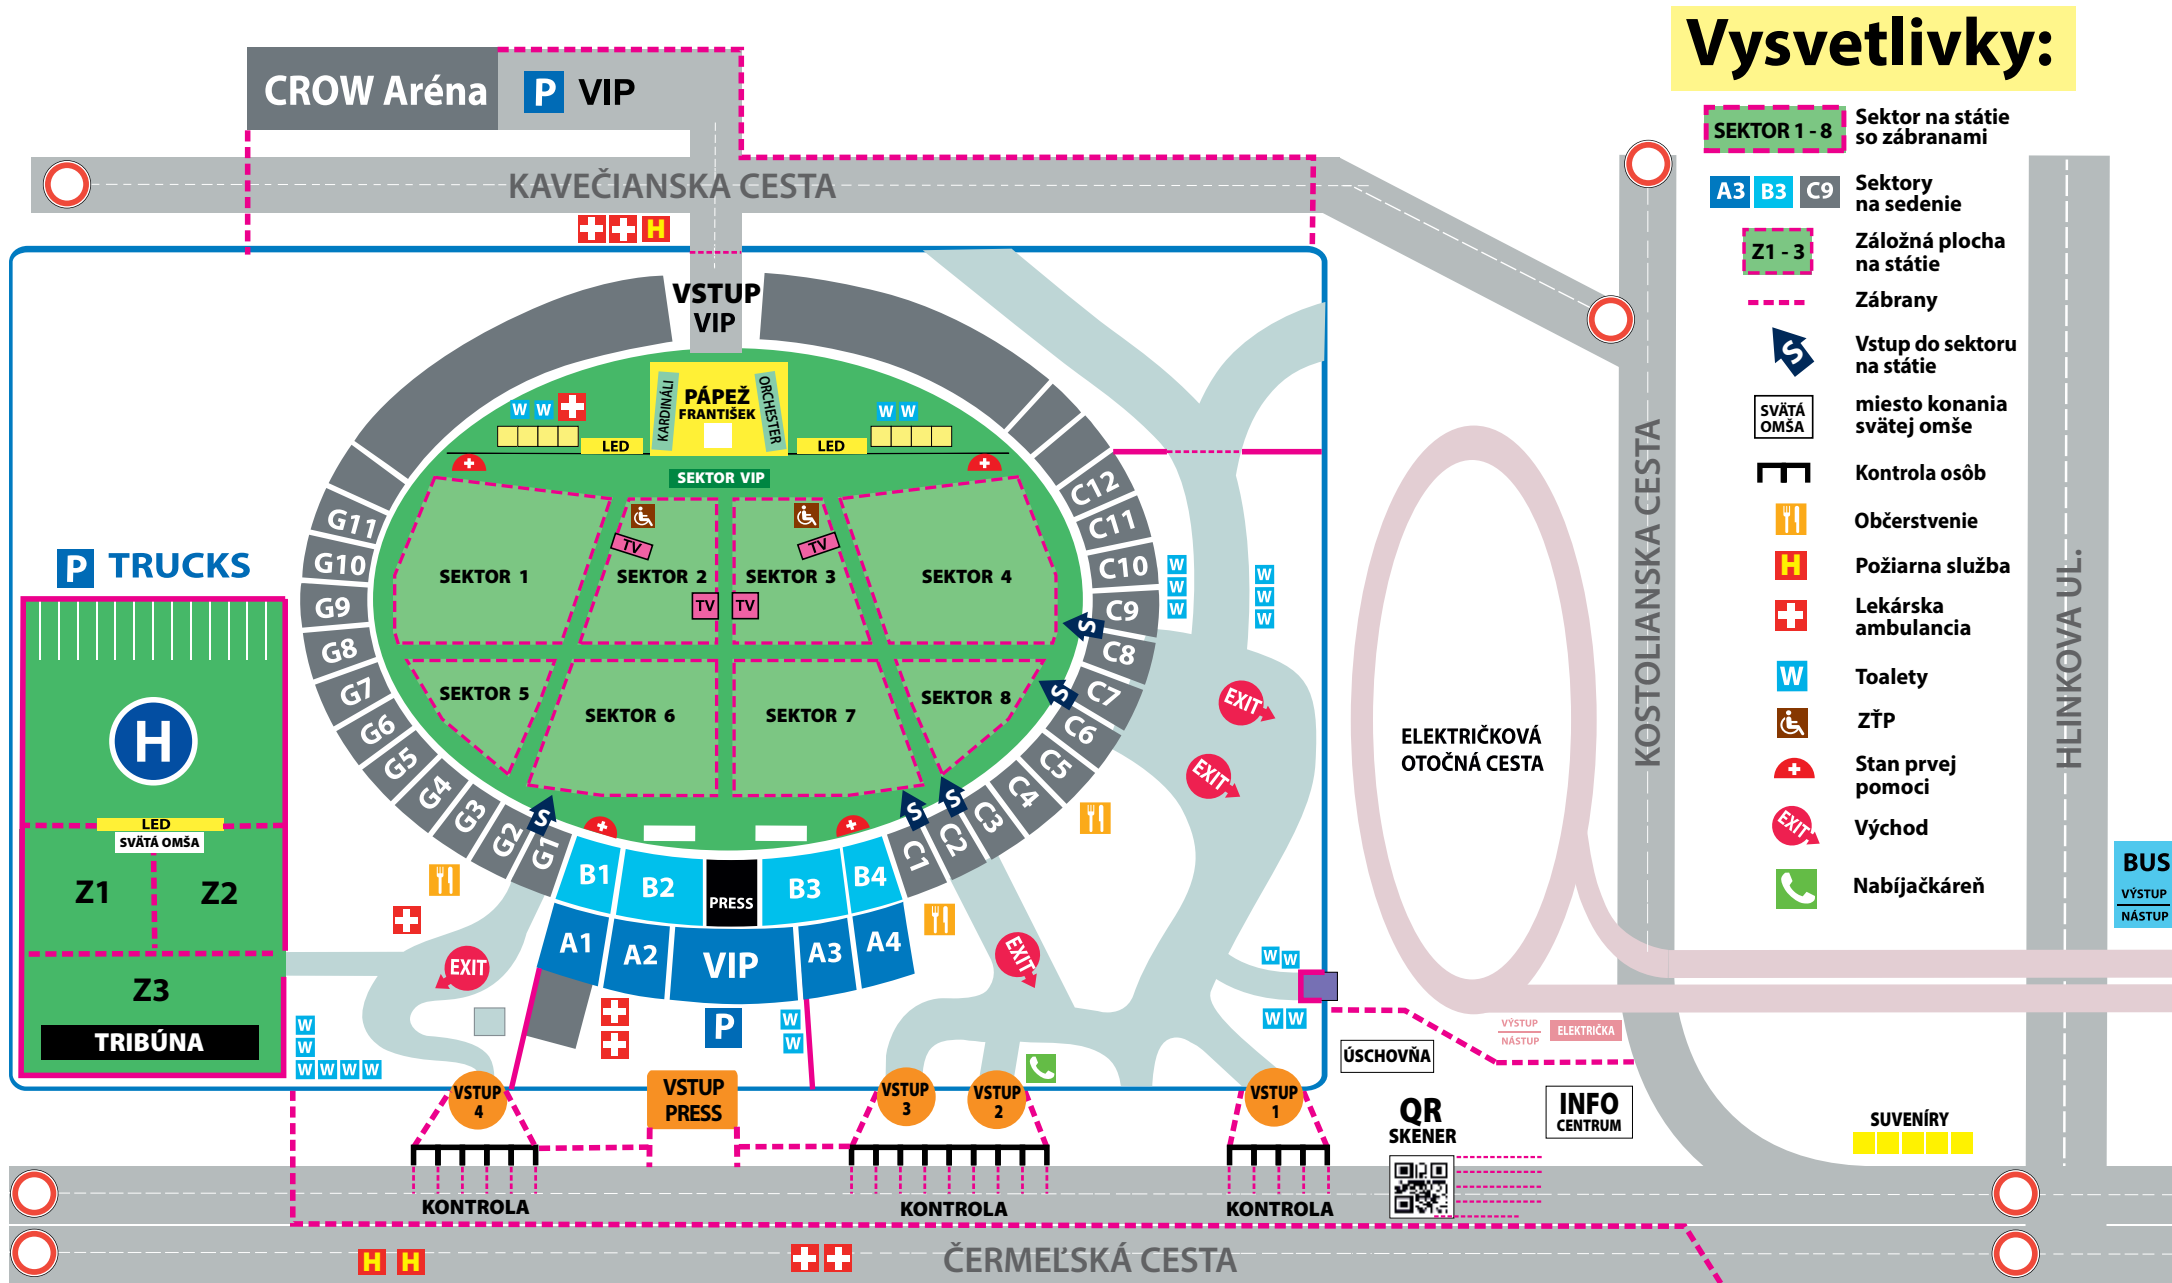 Vysvetlivky:
SEKTOR 1 - 8
Sektor na státie
so zábranami
A3 B3 C9
Sektory
na sedenie
Z1 - 3
Záložná plocha
na státie
Zábrany
S
Vstup do sektoru
na státie
SVÄTÁ
OMŠA
miesto konania
svätej omše
Kontrola osôb
Občerstvenie
H
Požiarna služba
Lekárska
ambulancia
W
Toalety
ZŤP
Stan prvej
pomoci
EXIT
Východ
Nabíjačkáreň
CROW Aréna
P VIP
KAVEČIANSKA CESTA
H
VSTUP
VIP
KARDINÁLI
PÁPEŽ
FRANTIŠEK
ORCHESTER
W W
W W
LED
LED
SEKTOR VIP
TV
TV
SEKTOR 1
SEKTOR 2
SEKTOR 3
SEKTOR 4
TV
TV
SEKTOR 5
SEKTOR 6
SEKTOR 7
SEKTOR 8
G11
G10
G9
G8
G7
G6
G5
G4
G3
G2
G1
C12
C11
C10
C9
C8
C7
C6
C5
C4
C3
C2
C1
S
S
S
S
S
B1
B2
PRESS
B3
B4
A1
A2
VIP
A3
A4
P
W
W
W
W
W
W
W
W
EXIT
EXIT
EXIT
EXIT
P TRUCKS
H
LED
SVÄTÁ OMŠA
Z1
Z2
Z3
TRIBÚNA
W
W
W W W W
W W
W W
ELEKTRIČKOVÁ
OTOČNÁ CESTA
KOSTOLIANSKA CESTA
HLINKOVA UL.
BUS
VÝSTUP
NÁSTUP
VÝSTUP
NÁSTUP
ELEKTRIČKA
ÚSCHOVŇA
VSTUP
4
VSTUP
PRESS
VSTUP
3
VSTUP
2
VSTUP
1
QR
SKENER
INFO
CENTRUM
SUVENÍRY
KONTROLA
KONTROLA
KONTROLA
H H
ČERMEĽSKÁ CESTA